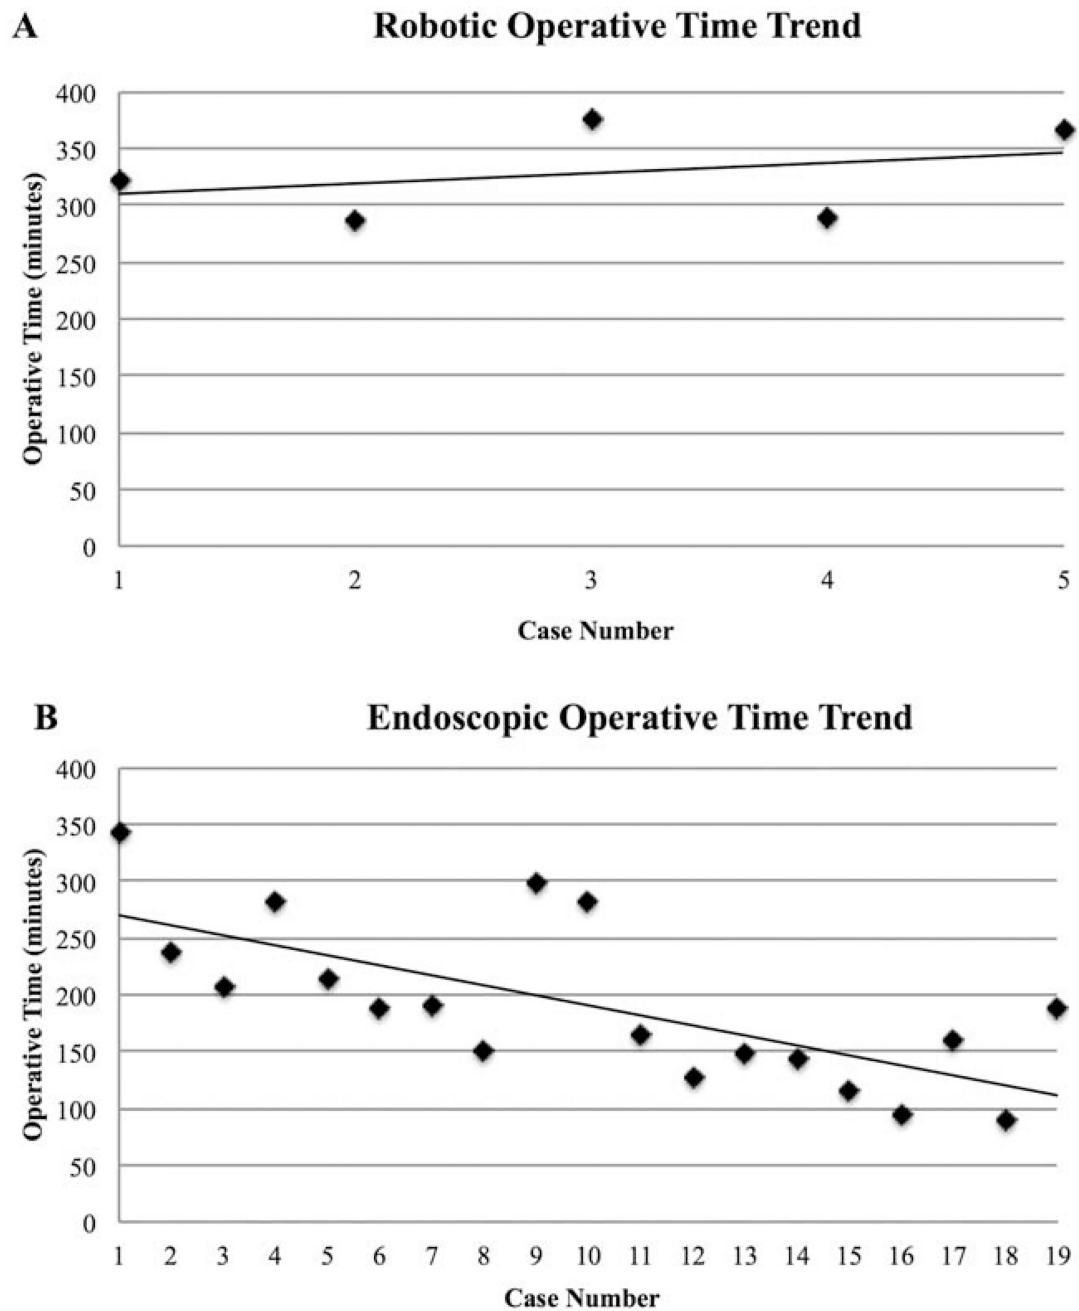 A
Robotic Operative Time Trend
400
350
300
250
200
150
100
50
0
Operative Time (minutes)
1 2 3 4 5
Case Number
B
Endoscopic Operative Time Trend
400
350
300
250
200
150
100
50
0
Operative Time (minutes)
1 2 3 4 5 6 7 8 9 10 11 12 13 14 15 16 17 18 19
Case Number